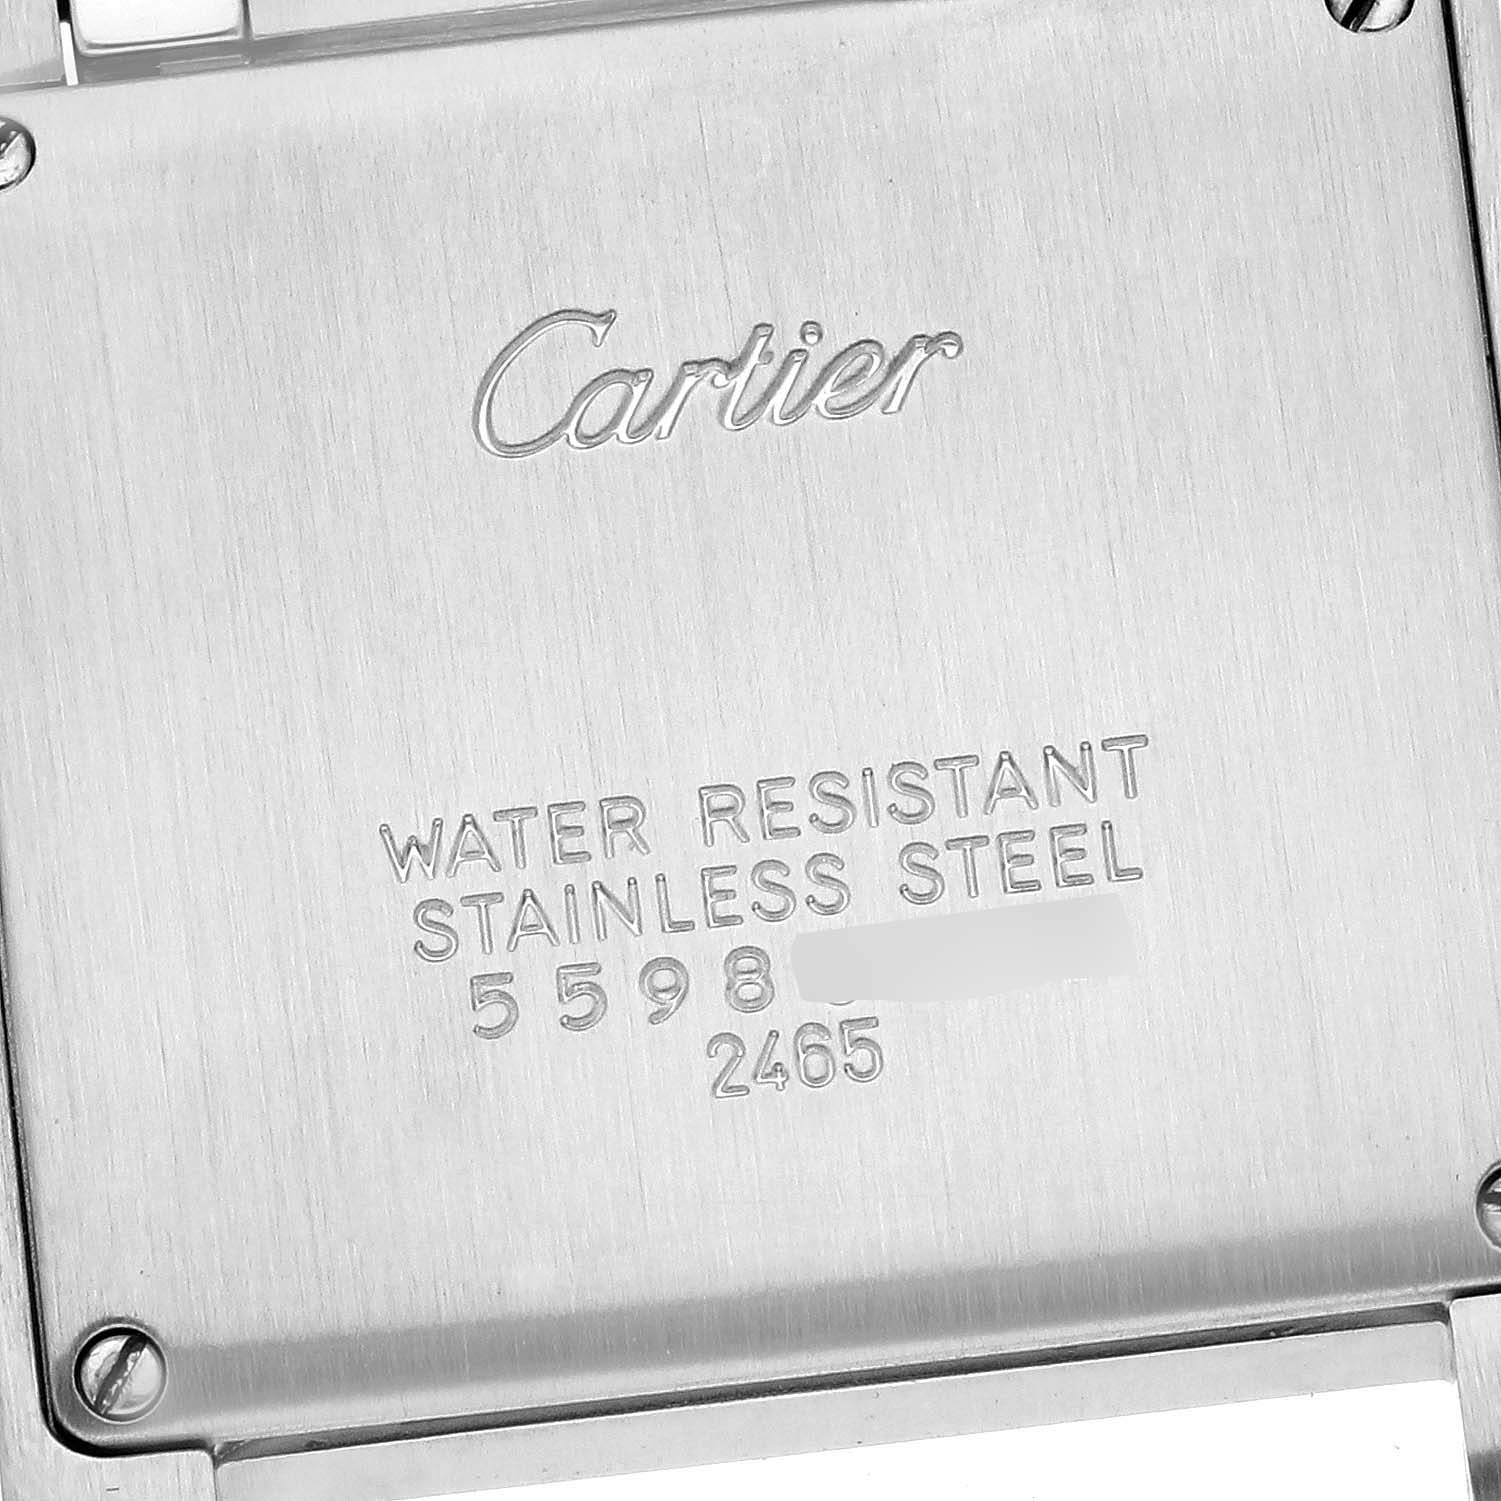 Cartier
WATER RESISTANT
STAINLESS STEEL
5598
2465